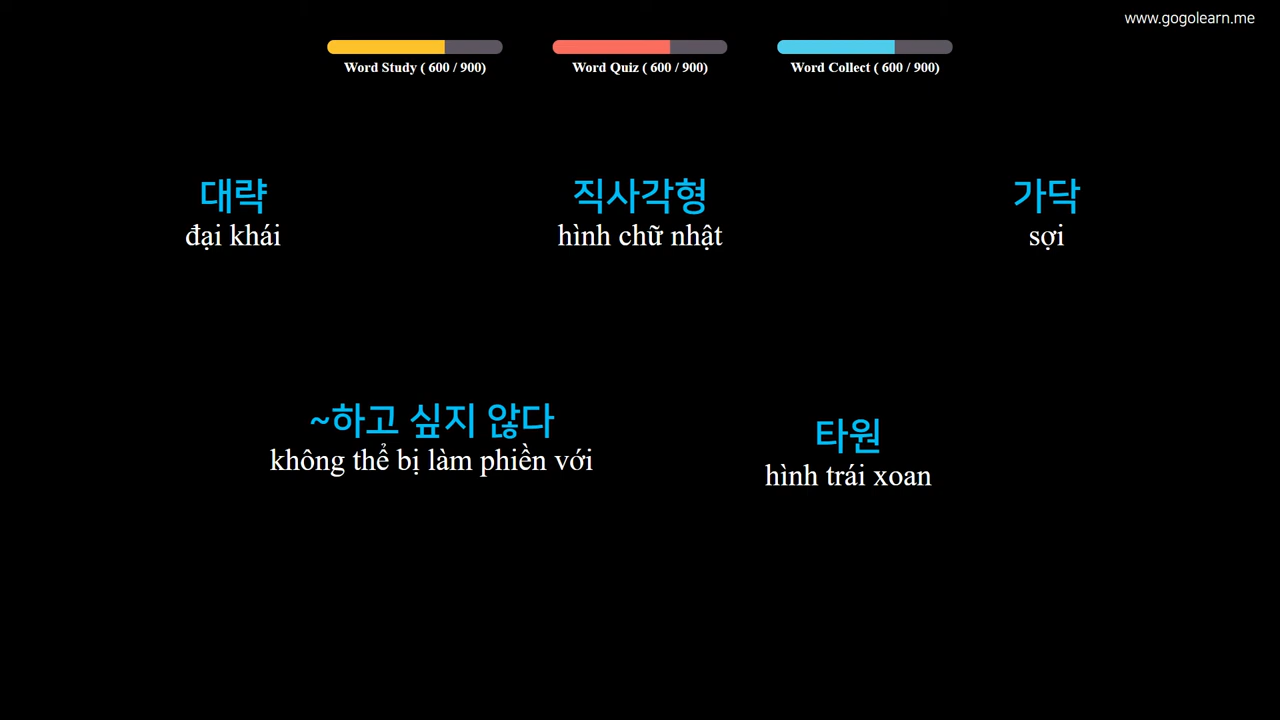 www.gogolearn.me
Word Study ( 600 / 900)
Word Quiz ( 600 / 900)
Word Collect ( 600 / 900)
대략
đại khái
직사각형
hình chữ nhật
가닥
sợi
~하고 싶지 않다
không thể bị làm phiền với
타원
hình trái xoan